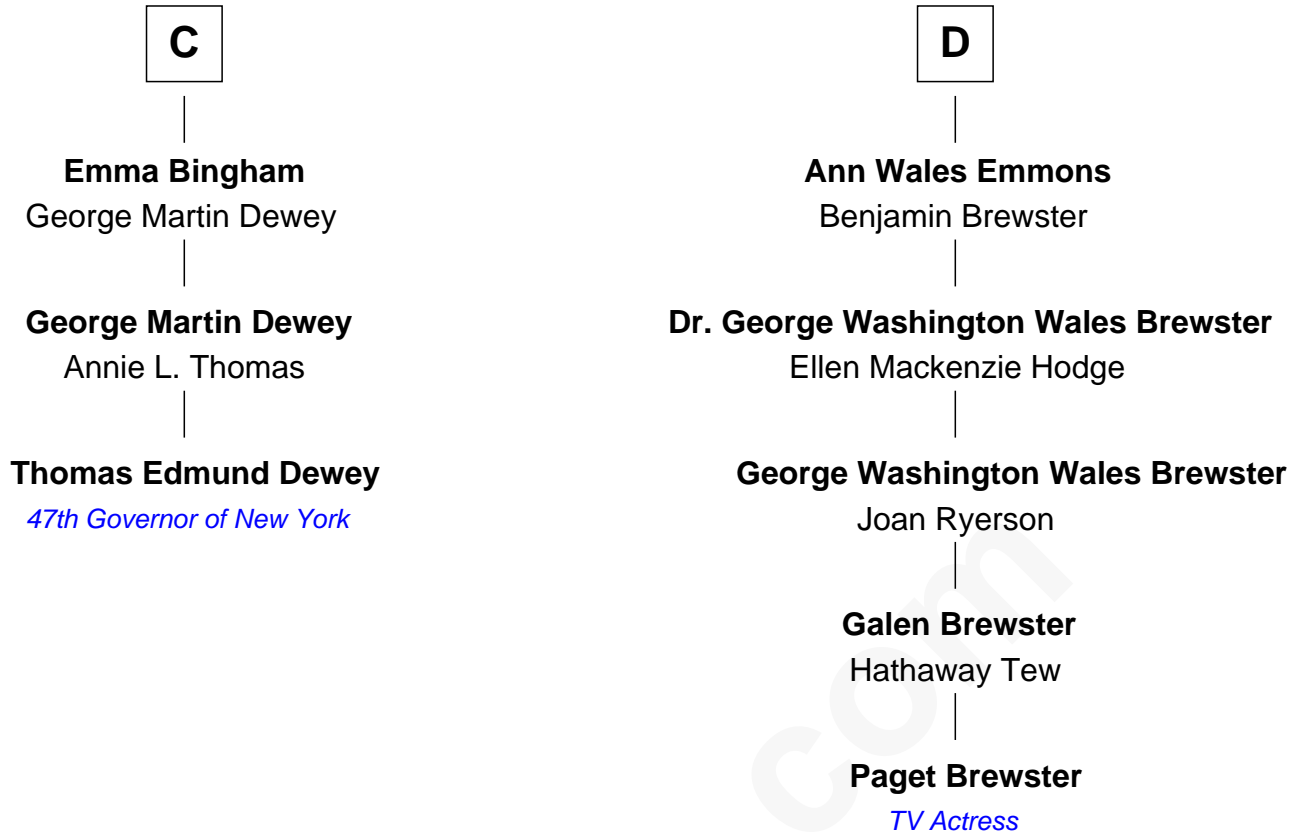 C
Emma Bingham
George Martin Dewey
George Martin Dewey
Annie L. Thomas
Thomas Edmund Dewey
47th Governor of New York
D
Ann Wales Emmons
Benjamin Brewster
Dr. George Washington Wales Brewster
Ellen Mackenzie Hodge
George Washington Wales Brewster
Joan Ryerson
Galen Brewster
Hathaway Tew
Paget Brewster
TV Actress
com